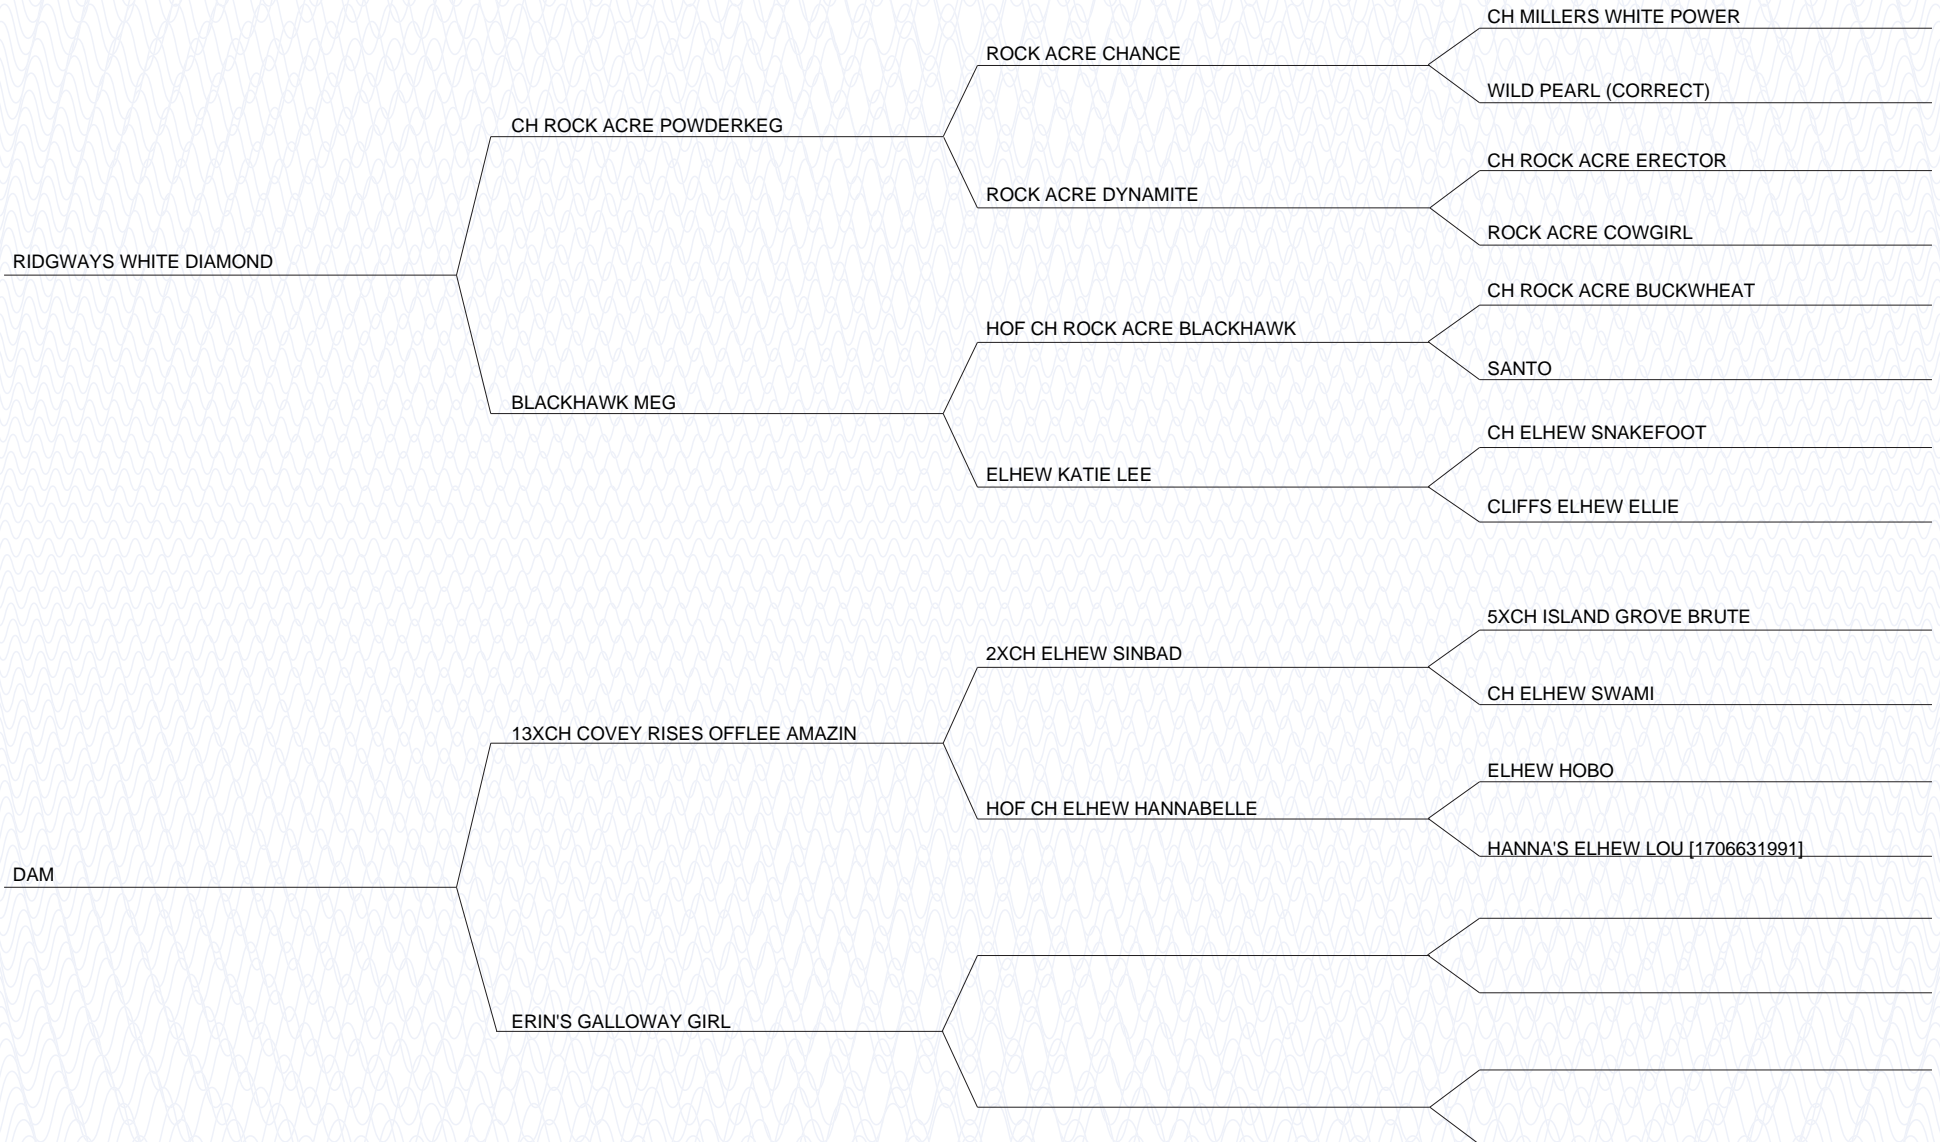 CH MILLERS WHITE POWER
ROCK ACRE CHANCE
WILD PEARL (CORRECT)
CH ROCK ACRE POWDERKEG
CH ROCK ACRE ERECTOR
ROCK ACRE DYNAMITE
ROCK ACRE COWGIRL
RIDGWAYS WHITE DIAMOND
CH ROCK ACRE BUCKWHEAT
HOF CH ROCK ACRE BLACKHAWK
SANTO
BLACKHAWK MEG
CH ELHEW SNAKEFOOT
ELHEW KATIE LEE
CLIFFS ELHEW ELLIE
5XCH ISLAND GROVE BRUTE
2XCH ELHEW SINBAD
CH ELHEW SWAMI
13XCH COVEY RISES OFFLEE AMAZIN
ELHEW HOBO
HOF CH ELHEW HANNABELLE
HANNA'S ELHEW LOU [1706631991]
DAM
ERIN'S GALLOWAY GIRL